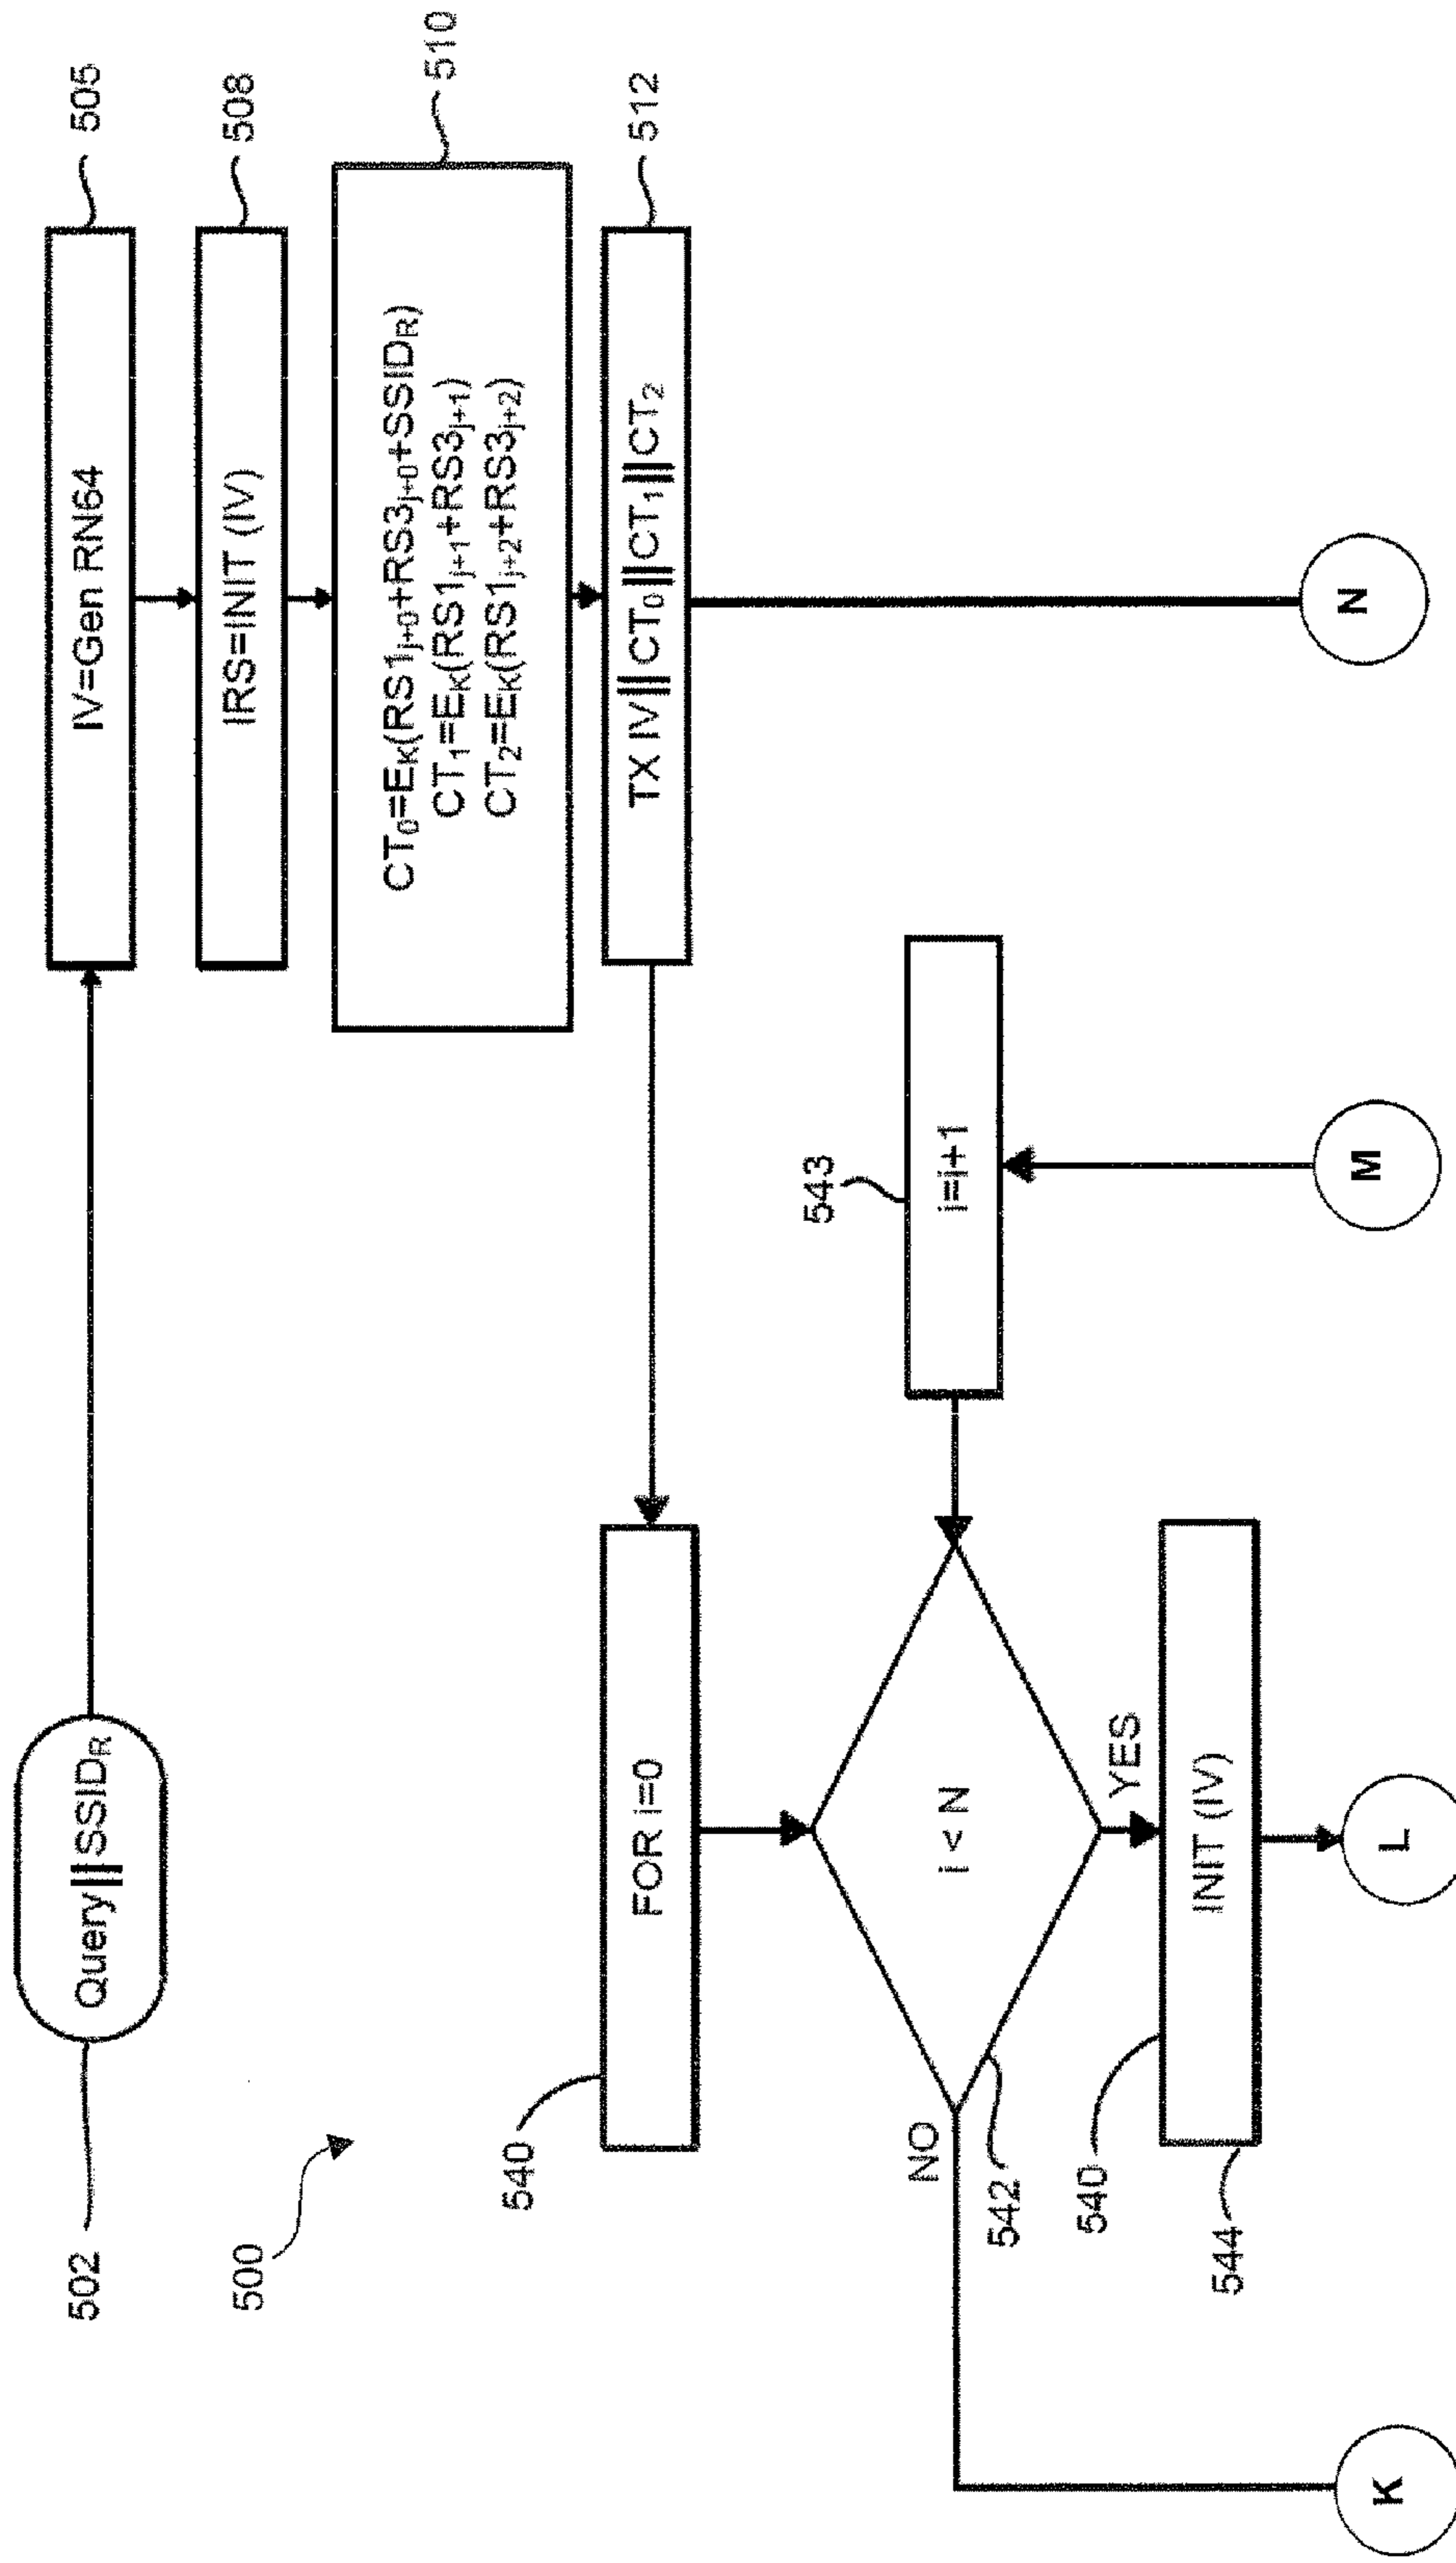 502
Query||SSIDR
IV=Gen RN64
505
500
IRS=INIT (IV)
508
CT0=EK(RS1j+0+RS3j+0+SSIDR)
CT1=EK(RS1j+1+RS3j+1)
CT2=EK(RS1j+2+RS3j+2)
510
540
FOR i=0
TX IV||CT0||CT1||CT2
512
NO
542
i < N
543
i=i+1
YES
540
544
INIT (IV)
K
L
M
N